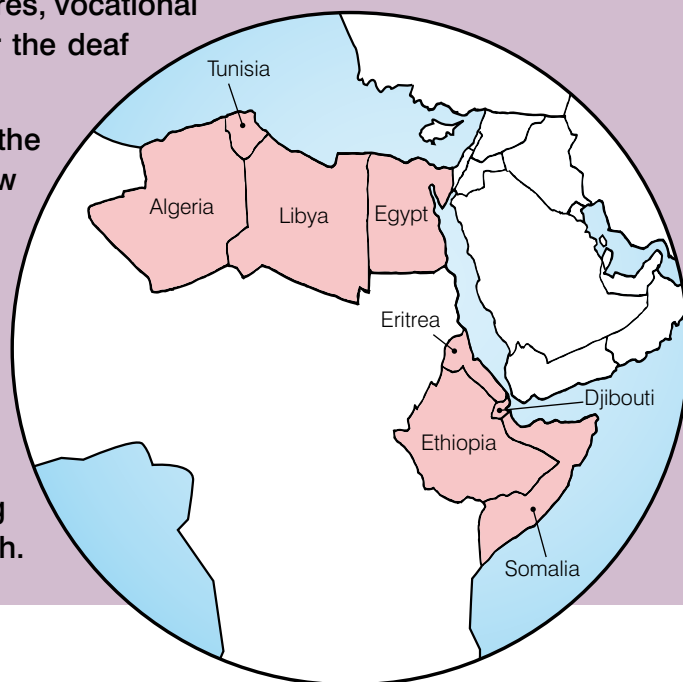 res, vocational
r the deaf
the
w
g
h.
Tunisia
Algeria
Libya
Egypt
Eritrea
Djibouti
Ethiopia
Somalia